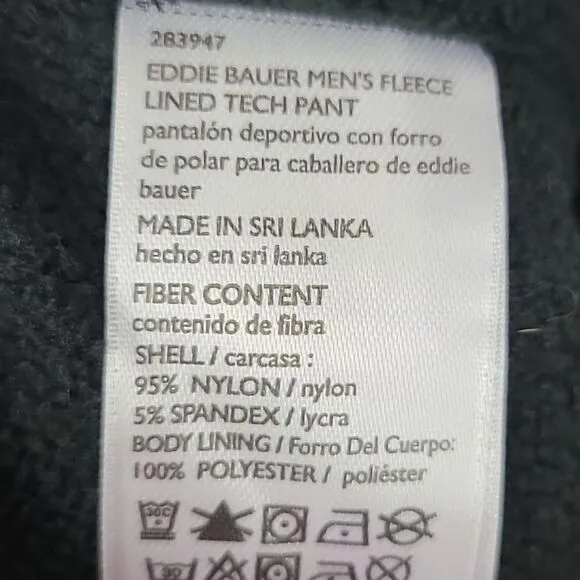 283947
EDDIE BAUER MEN'S FLEECE
LINED TECH PANT
pantalón deportivo con forro
de polar para caballero de eddie
bauer
MADE IN SRI LANKA
hecho en sri lanka
FIBER CONTENT
contenido de fibra
SHELL / carcasa :
95% NYLON / nylon
5% SPANDEX / lycra
BODY LINING / Forro Del Cuerpo:
100% POLYESTER / poliéster
30C
30